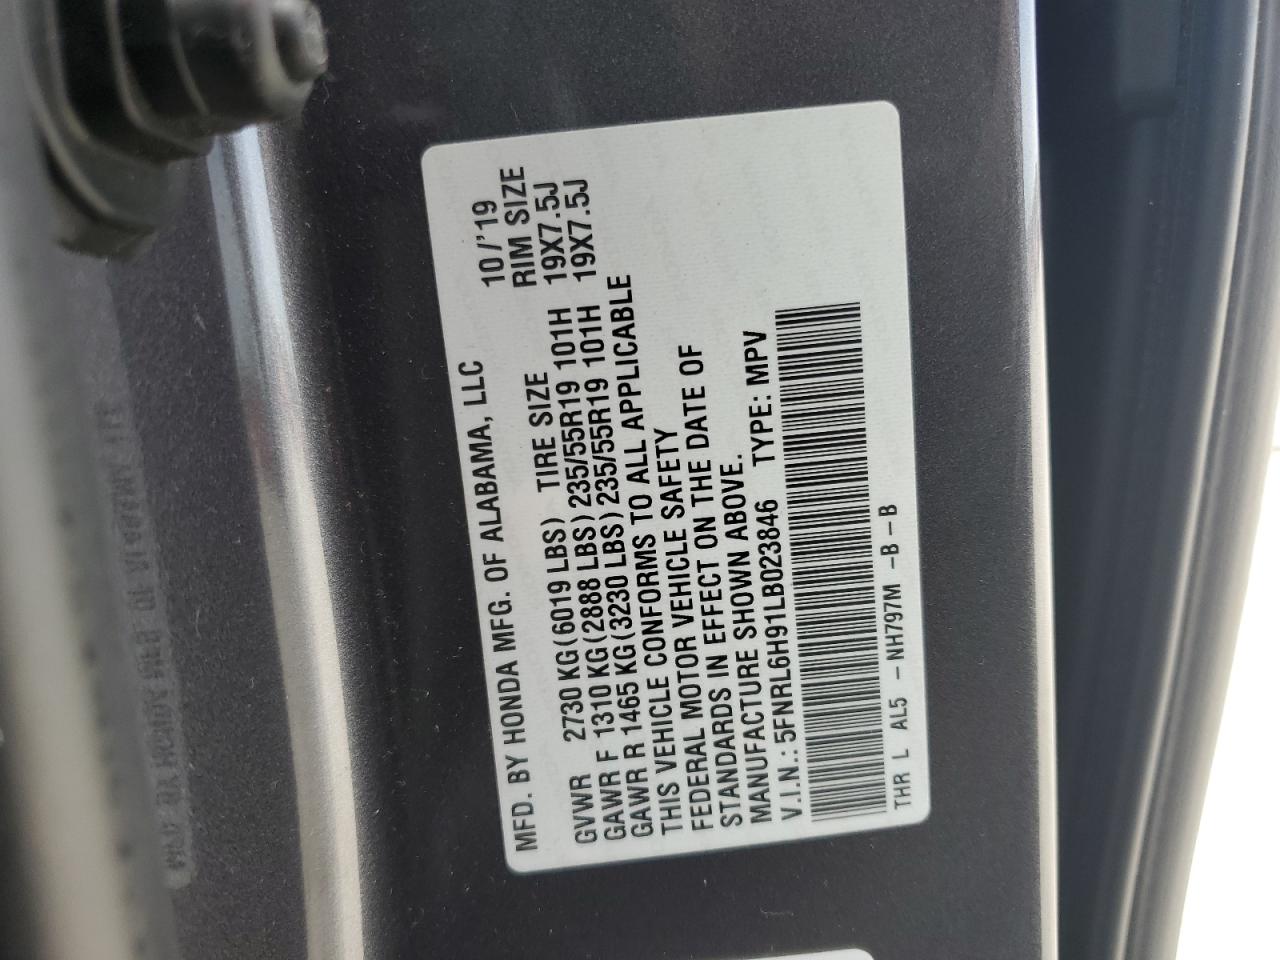 MFD. BY HONDA MFG. OF ALABAMA, LLC 10/'19
TIRE SIZE RIM SIZE
GVWR 2730 KG(6019 LBS)
GAWR F 1310 KG(2888 LBS) 235/55R19 101H 19X7.5J
GAWR R 1465 KG(3230 LBS) 235/55R19 101H 19X7.5J
THIS VEHICLE CONFORMS TO ALL APPLICABLE
FEDERAL MOTOR VEHICLE SAFETY
STANDARDS IN EFFECT ON THE DATE OF
MANUFACTURE SHOWN ABOVE.
V.I.N.: 5FNRL6H91LB023846 TYPE: MPV
THR L AL5 - NH797M -B-B